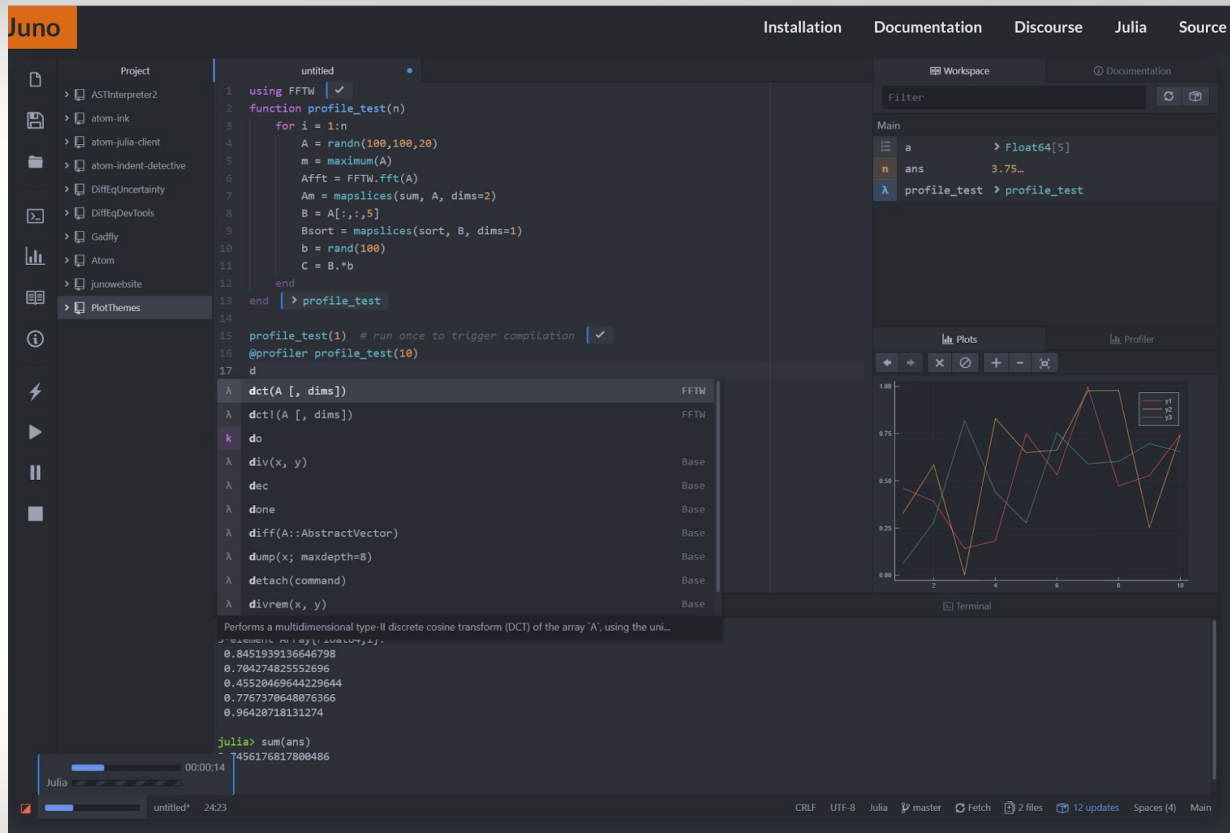 Juno
Installation Documentation Discourse Julia Source
Project
ASTInterpreter2
atom-ink
atom-julia-client
atom-indent-detective
DiffEqUncertainty
DiffEqDevTools
Gadfly
Atom
junowebsite
PlotThemes
untitled
1 using FFTW
2 function profile_test(n)
3 for i = 1:n
4 A = randn(100,100,20)
5 m = maximum(A)
6 Afft = FFTW.fft(A)
7 Am = mapslices(sum, A, dims=2)
8 B = A[:,:,5]
9 Bsort = mapslices(sort, B, dims=1)
10 b = rand(100)
11 C = B.*b
12 end
13 end > profile_test
14
15 profile_test(1) # run once to trigger compilation
16 @profiler profile_test(10)
17 d
λ dct(A [, dims]) FFTW
λ dct!(A [, dims]) FFTW
k do
λ div(x, y) Base
λ dec Base
λ done Base
λ diff(A::AbstractVector) Base
λ dump(x; maxdepth=8) Base
λ detach(command) Base
λ divrem(x, y) Base
Performs a multidimensional type-II discrete cosine transform (DCT) of the array `A`, using the uni...
0.8451939136646798
0.704274825552696
0.45520469644229644
0.7767370648076366
0.96420718131274
julia> sum(ans)
7456176817800486
Workspace Documentation
Filter
Main
a > Float64[5]
n ans 3.75…
λ profile_test > profile_test
Plots Profiler
1.00
0.75
0.50
0.25
0.00
2 4 6 8 10
y1
y2
y3
Terminal
00:00:14
Julia
untitled* 24:23
CRLF UTF-8 Julia master Fetch 2 files 12 updates Spaces (4) Main